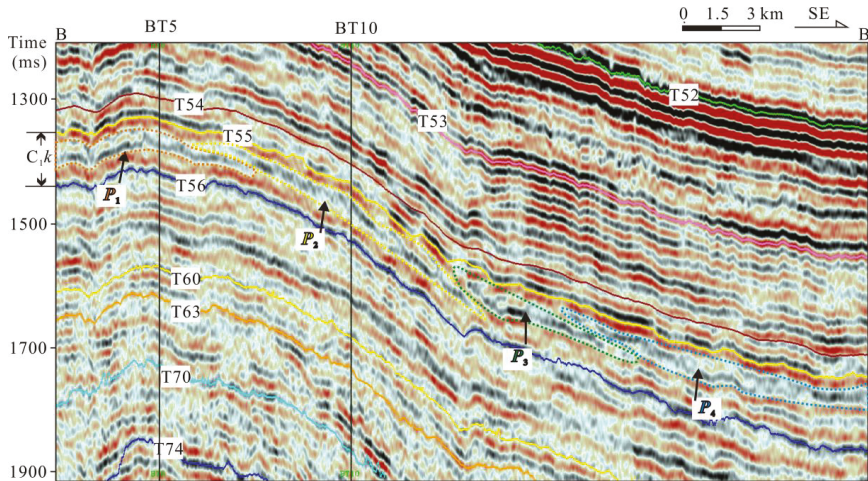 0 1.5 3 km SE
BT5 BT10
B B
Time
(ms)
1300
1500
1700
1900
C₁k
T52
T53
T54
T55
T56
T60
T63
T70
T74
P₁
P₂
P₃
P₄